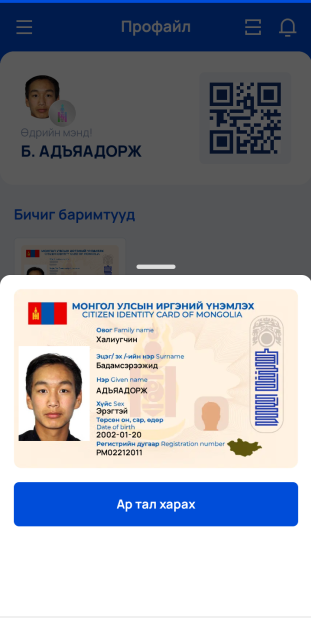 Профайл
Өдрийн мэнд!
Б. АДЪЯАДОРЖ
Бичиг баримтууд
МОНГОЛ УЛСЫН ИРГЭНИЙ ҮНЭМЛЭХ
CITIZEN IDENTITY CARD OF MONGOLIA
Овог Family name
Халиугчин
Эцэг/ эх /-ийн нэр Surname
Бадамсэрээжид
Нэр Given name
АДЪЯАДОРЖ
Хүйс Sex
Эрэгтэй
Төрсөн он, сар, өдөр
Date of birth
2002-01-20
Регистрийн дугаар Registration number
РМ02212011
Ар тал харах